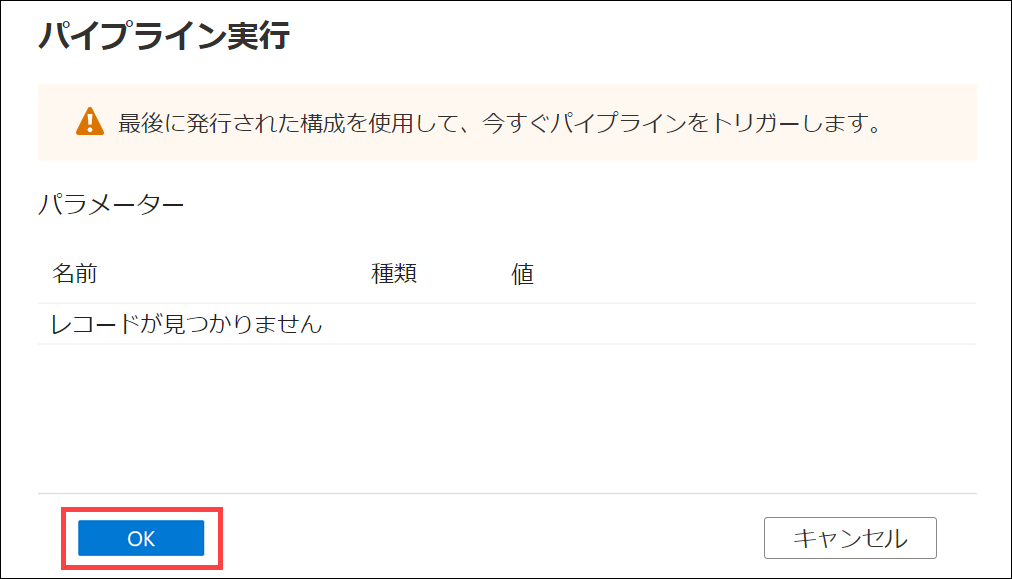 パイプライン実行
最後に発行された構成を使用して、今すぐパイプラインをトリガーします。
パラメーター
名前 種類 値
レコードが見つかりません
OK キャンセル